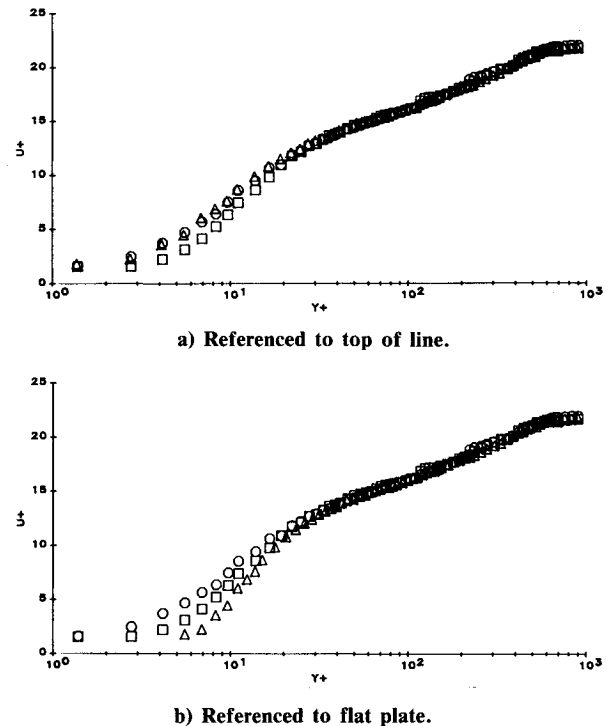 25
20
15
U+
10
5
0
10⁰ 10¹ 10² 10³
Y+
a) Referenced to top of line.
25
20
15
U+
10
5
0
10⁰ 10¹ 10² 10³
Y+
b) Referenced to flat plate.